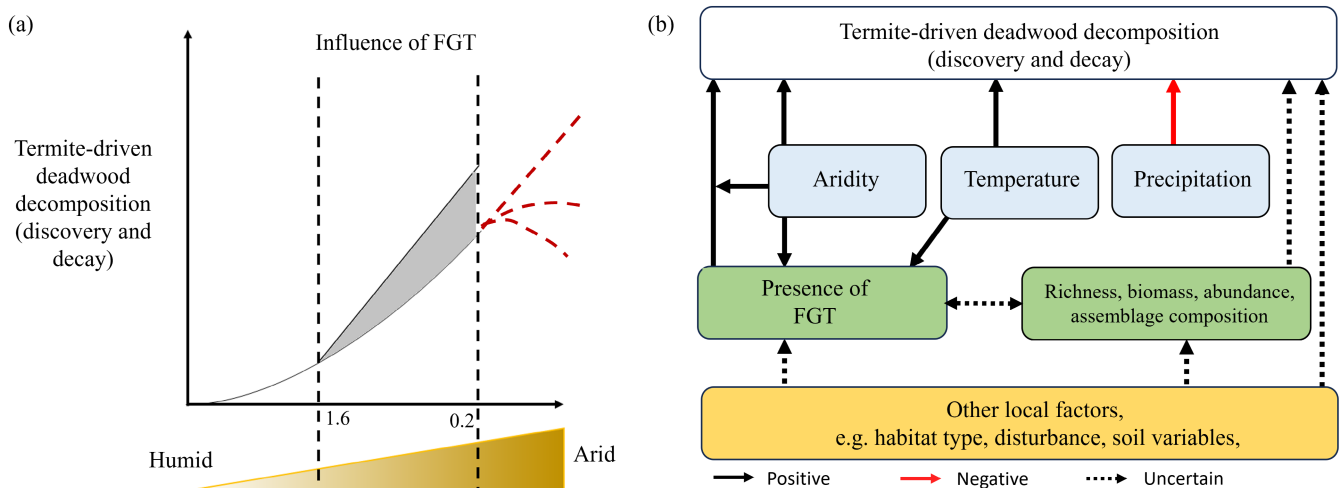 (a)
Influence of FGT
Termite-driven
deadwood
decomposition
(discovery and
decay)
1.6
0.2
Humid
Arid
(b)
Termite-driven deadwood decomposition
(discovery and decay)
Aridity
Temperature
Precipitation
Presence of
FGT
Richness, biomass, abundance,
assemblage composition
Other local factors,
e.g. habitat type, disturbance, soil variables,
Positive
Negative
Uncertain